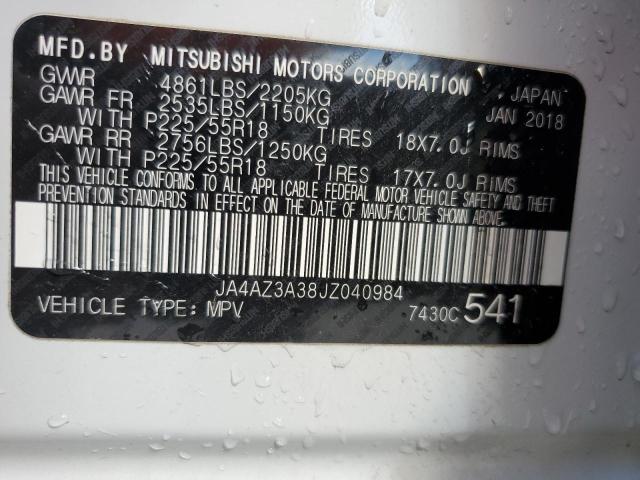 MFD.BY MITSUBISHI MOTORS CORPORATION
GVWR 4861LBS/2205KG JAPAN
GAWR FR 2535LBS/1150KG JAN 2018
WITH P225/55R18 TIRES 18X7.0J RIMS
GAWR RR 2756LBS/1250KG
WITH P225/55R18 TIRES 17X7.0J RIMS
THIS VEHICLE CONFORMS TO ALL APPLICABLE FEDERAL MOTOR VEHICLE SAFETY AND THEFT
PREVENTION STANDARDS IN EFFECT ON THE DATE OF MANUFACTURE SHOWN ABOVE.
JA4AZ3A38JZ040984
VEHICLE TYPE: MPV 7430C 541